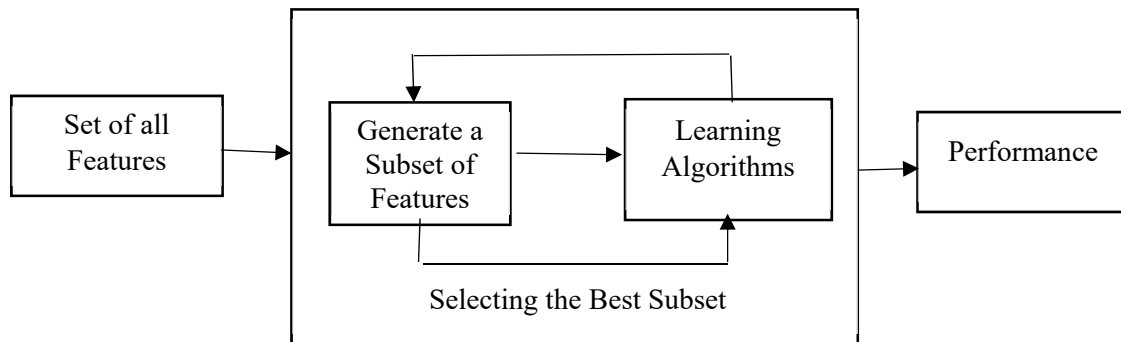 Set of all
Features
Generate a
Subset of
Features
Learning
Algorithms
Performance
Selecting the Best Subset